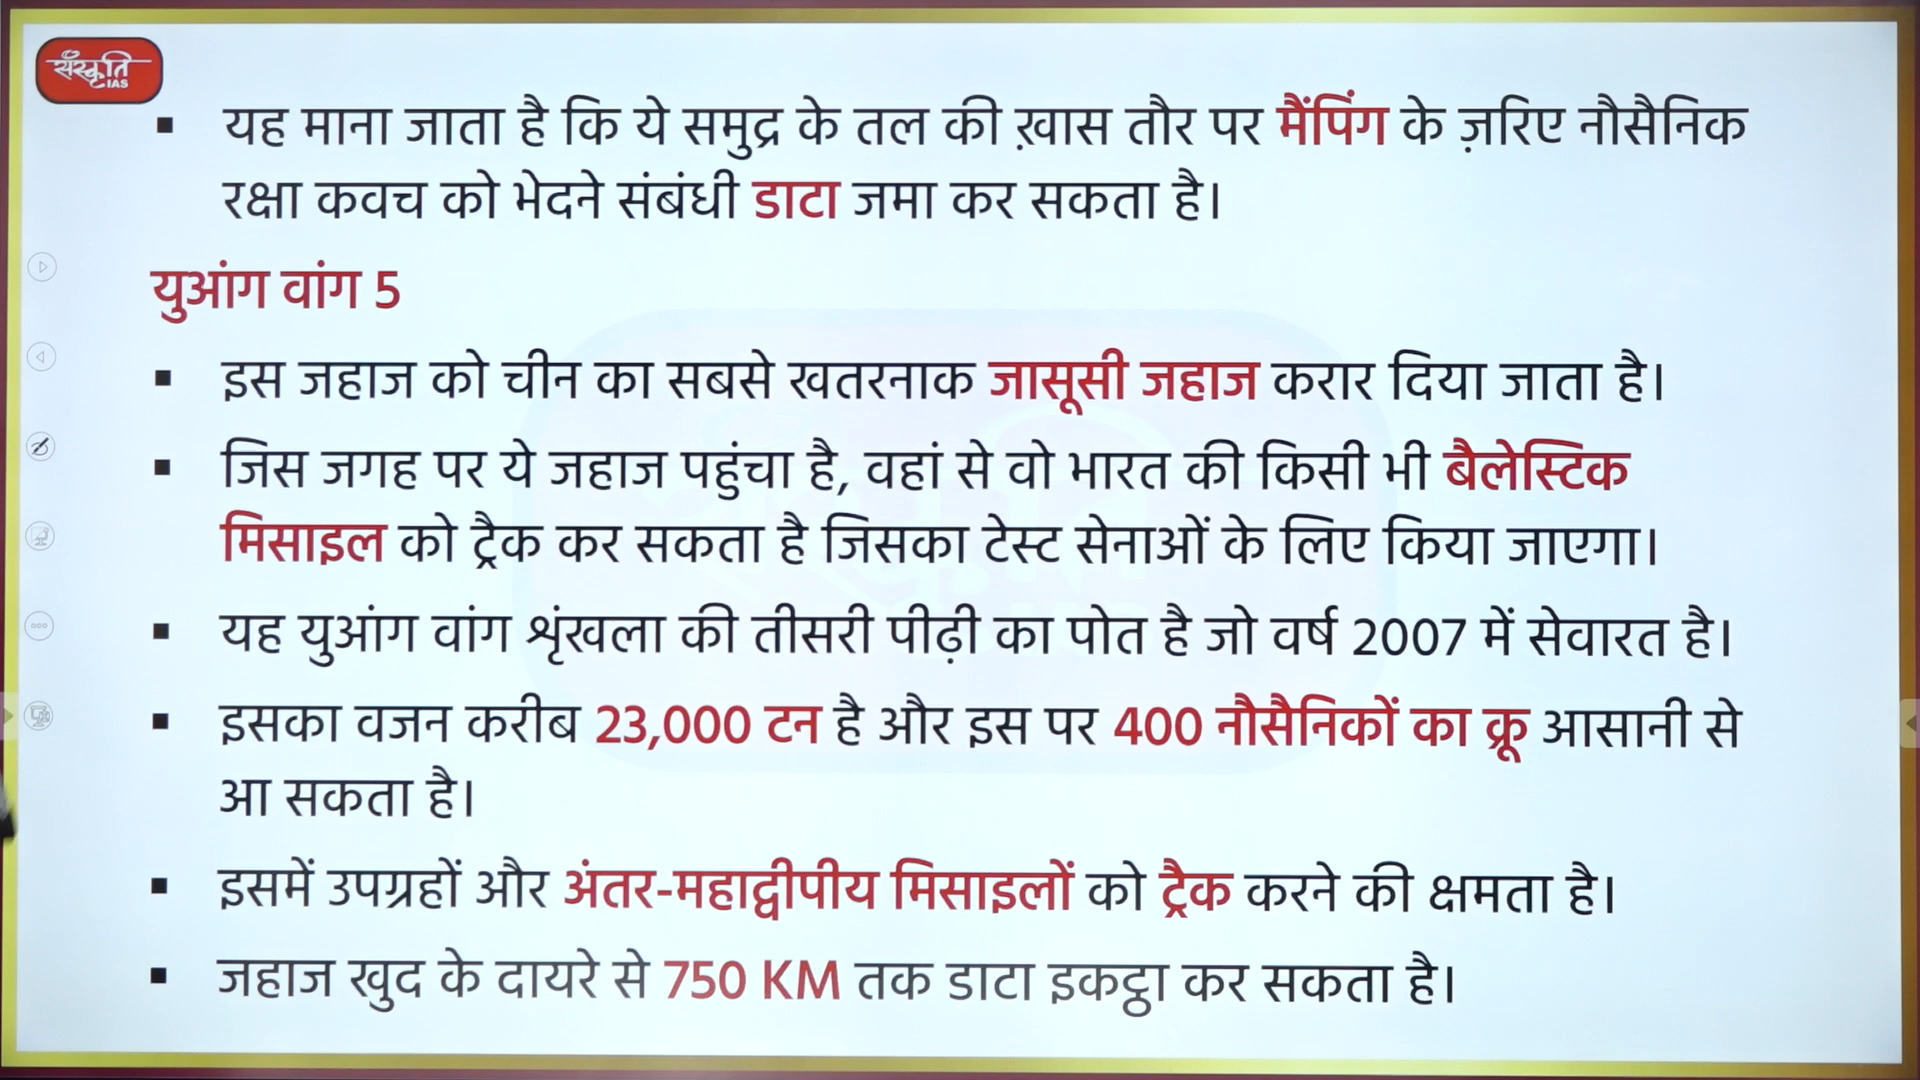 संस्कृति
IAS
यह माना जाता है कि ये समुद्र के तल की ख़ास तौर पर मैंपिंग के ज़रिए नौसैनिक
रक्षा कवच को भेदने संबंधी डाटा जमा कर सकता है।
युआंग वांग 5
इस जहाज को चीन का सबसे खतरनाक जासूसी जहाज करार दिया जाता है।
जिस जगह पर ये जहाज पहुंचा है, वहां से वो भारत की किसी भी बैलेस्टिक
मिसाइल को ट्रैक कर सकता है जिसका टेस्ट सेनाओं के लिए किया जाएगा।
यह युआंग वांग शृंखला की तीसरी पीढ़ी का पोत है जो वर्ष 2007 में सेवारत है।
इसका वजन करीब 23,000 टन है और इस पर 400 नौसैनिकों का क्रू आसानी से
आ सकता है।
इसमें उपग्रहों और अंतर-महाद्वीपीय मिसाइलों को ट्रैक करने की क्षमता है।
जहाज खुद के दायरे से 750 KM तक डाटा इकट्ठा कर सकता है।